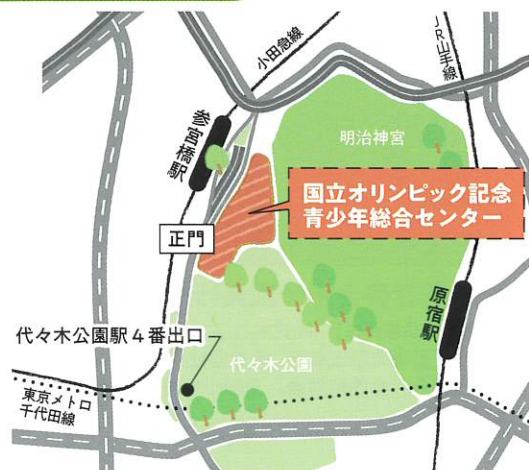 小田急線
JR山手線
参宮橋駅
明治神宮
国立オリンピック記念
青少年総合センター
正門
原宿駅
代々木公園駅4番出口
代々木公園
東京メトロ
千代田線